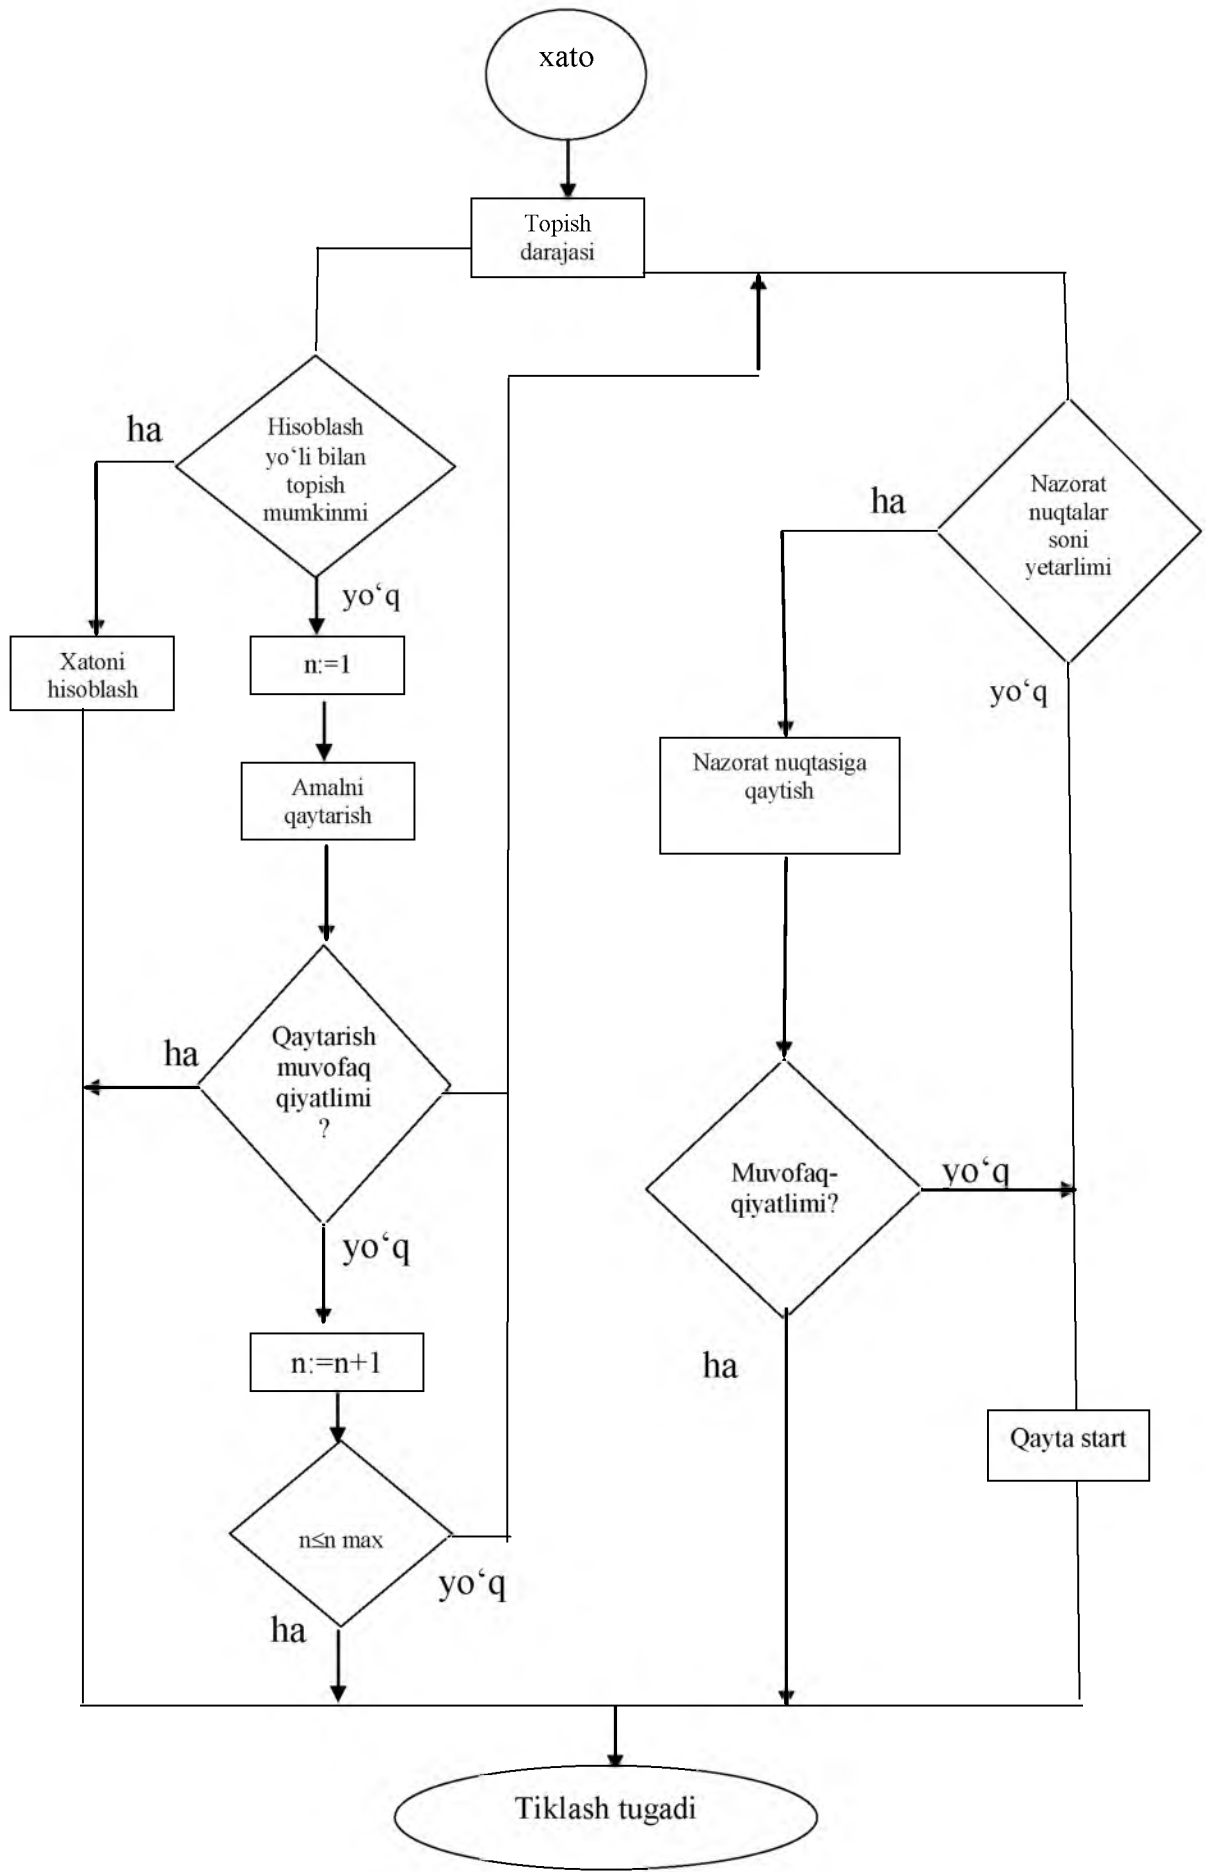 xato
Topish
darajasi
ha
Hisoblash
yo‘li bilan
topish
mumkinmi
yo‘q
Xatoni
hisoblash
n:=1
Amalni
qaytarish
ha
Qaytarish
muvofaq
qiyatlimi
?
yo‘q
n:=n+1
n≤n max
yo‘q
ha
ha
Nazorat
nuqtalar
soni
yetarlimi
yo‘q
Nazorat nuqtasiga
qaytish
Muvofaq-
qiyatlimi?
yo‘q
ha
Qayta start
Tiklash tugadi